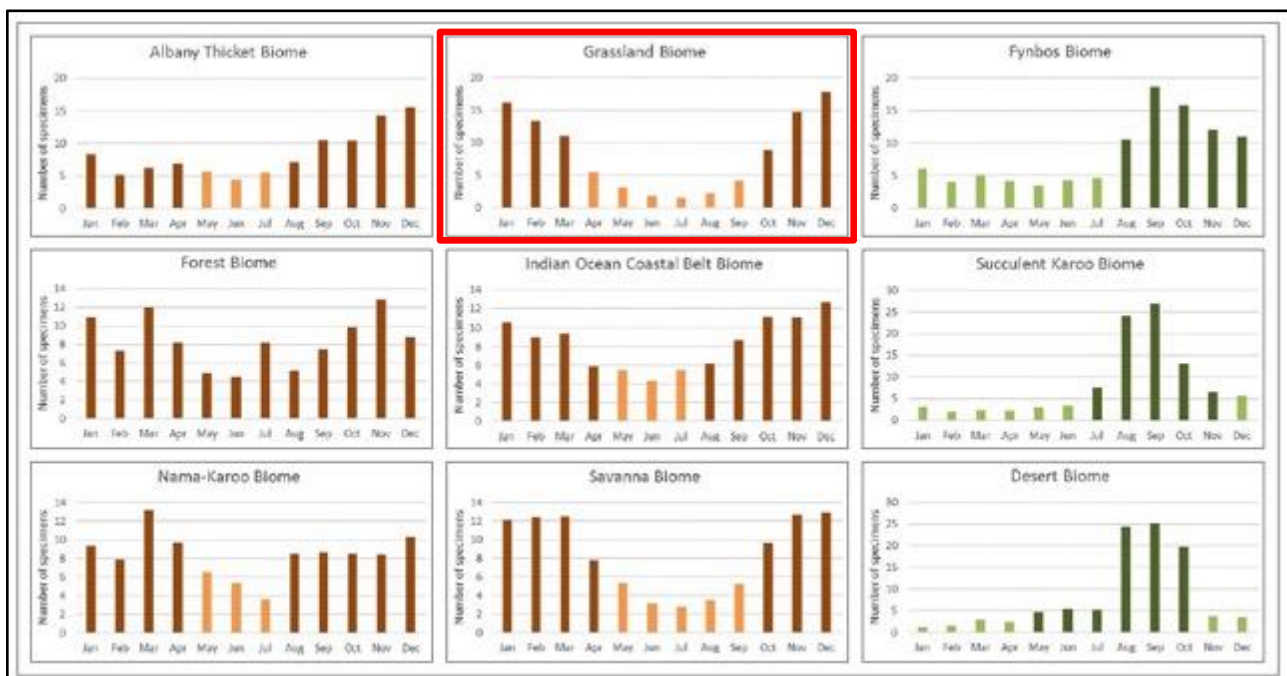 Albany Thicket Biome
Number of specimens
20
15
10
5
0
Jan Feb Mar Apr May Jun Jul Aug Sep Oct Nov Dec
Grassland Biome
Number of specimens
20
15
10
5
0
Jan Feb Mar Apr May Jun Jul Aug Sep Oct Nov Dec
Fynbos Biome
Number of specimens
20
15
10
5
0
Jan Feb Mar Apr May Jun Jul Aug Sep Oct Nov Dec
Forest Biome
Number of specimens
14
12
10
8
6
4
2
0
Jan Feb Mar Apr May Jun Jul Aug Sep Oct Nov Dec
Indian Ocean Coastal Belt Biome
Number of specimens
14
12
10
8
6
4
2
0
Jan Feb Mar Apr May Jun Jul Aug Sep Oct Nov Dec
Succulent Karoo Biome
Number of specimens
30
25
20
15
10
5
0
Jan Feb Mar Apr May Jun Jul Aug Sep Oct Nov Dec
Nama-Karoo Biome
Number of specimens
14
12
10
8
6
4
2
0
Jan Feb Mar Apr May Jun Jul Aug Sep Oct Nov Dec
Savanna Biome
Number of specimens
14
12
10
8
6
4
2
0
Jan Feb Mar Apr May Jun Jul Aug Sep Oct Nov Dec
Desert Biome
Number of specimens
30
25
20
15
10
5
0
Jan Feb Mar Apr May Jun Jul Aug Sep Oct Nov Dec